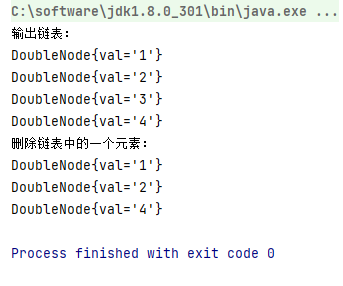 C:\software\jdk1.8.0_301\bin\java.exe ...
输出链表:
DoubleNode{val='1'}
DoubleNode{val='2'}
DoubleNode{val='3'}
DoubleNode{val='4'}
删除链表中的一个元素:
DoubleNode{val='1'}
DoubleNode{val='2'}
DoubleNode{val='4'}
Process finished with exit code 0